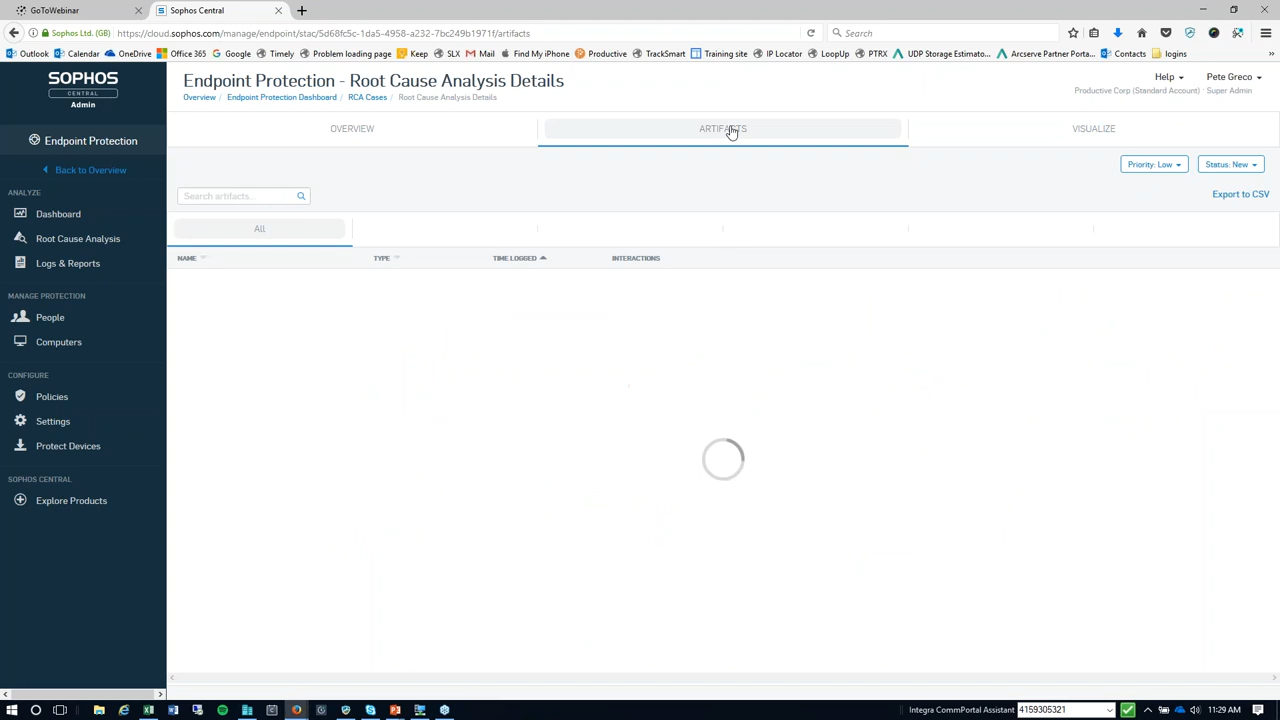 GoToWebinar
Sophos Central
Sophos Ltd. (GB)
https://cloud.sophos.com/manage/endpoint/stac/5d68fc5c-1da5-4958-a232-7bc249b1971f/artifacts
Search
Outlook
Calendar
OneDrive
Office 365
Google
Timely
Problem loading page
Keep
SLX
Mail
Find My iPhone
Productive
TrackSmart
Training site
IP Locator
LoopUp
PTRX
UDP Storage Estimato...
Arcserve Partner Porta...
Contacts
logins
SOPHOS
CENTRAL
Admin
Endpoint Protection - Root Cause Analysis Details
Overview / Endpoint Protection Dashboard / RCA Cases / Root Cause Analysis Details
Help
Pete Greco
Productive Corp (Standard Account) · Super Admin
Endpoint Protection
Back to Overview
ANALYZE
Dashboard
Root Cause Analysis
Logs & Reports
MANAGE PROTECTION
People
Computers
CONFIGURE
Policies
Settings
Protect Devices
SOPHOS CENTRAL
Explore Products
OVERVIEW
ARTIFACTS
VISUALIZE
Priority: Low
Status: New
Search artifacts...
Export to CSV
All
NAME
TYPE
TIME LOGGED
INTERACTIONS
Integra CommPortal Assistant
4159305321
11:29 AM